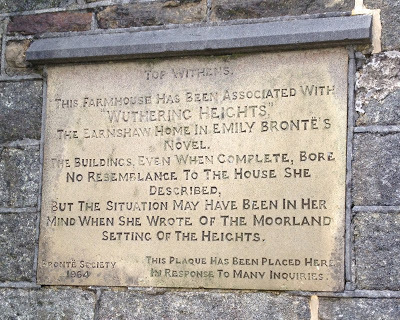 TOP WITHENS.
THIS FARMHOUSE HAS BEEN ASSOCIATED WITH
"WUTHERING HEIGHTS",
THE EARNSHAW HOME IN EMILY BRONTË'S
NOVEL.
THE BUILDINGS, EVEN WHEN COMPLETE, BORE
NO RESEMBLANCE TO THE HOUSE SHE
DESCRIBED,
BUT THE SITUATION MAY HAVE BEEN IN HER
MIND WHEN SHE WROTE OF THE MOORLAND
SETTING OF THE HEIGHTS.
BRONTË SOCIETY
1964
THIS PLAQUE HAS BEEN PLACED HERE
IN RESPONSE TO MANY INQUIRIES.